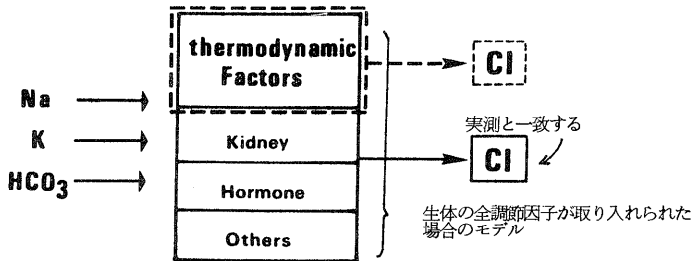 thermodynamic
Factors
Cl
Na
K
HCO3
Kidney
Hormone
Others
実測と一致する
Cl
生体の全調節因子が取り入れられた
場合のモデル